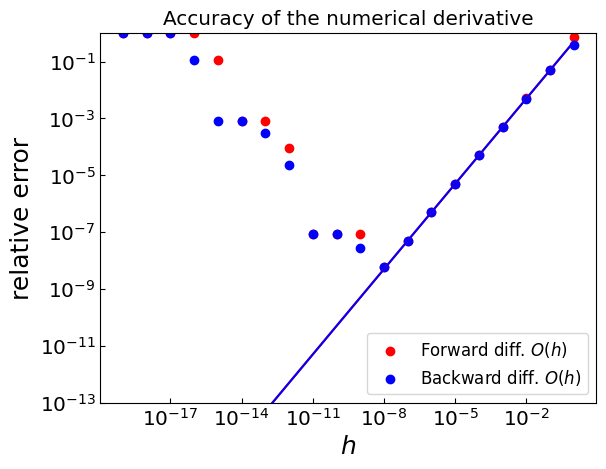 Accuracy of the numerical derivative
relative error
10⁻¹
10⁻³
10⁻⁵
10⁻⁷
10⁻⁹
10⁻¹¹
10⁻¹³
Forward diff. O(h)
Backward diff. O(h)
10⁻¹⁷ 10⁻¹⁴ 10⁻¹¹ 10⁻⁸ 10⁻⁵ 10⁻²
h